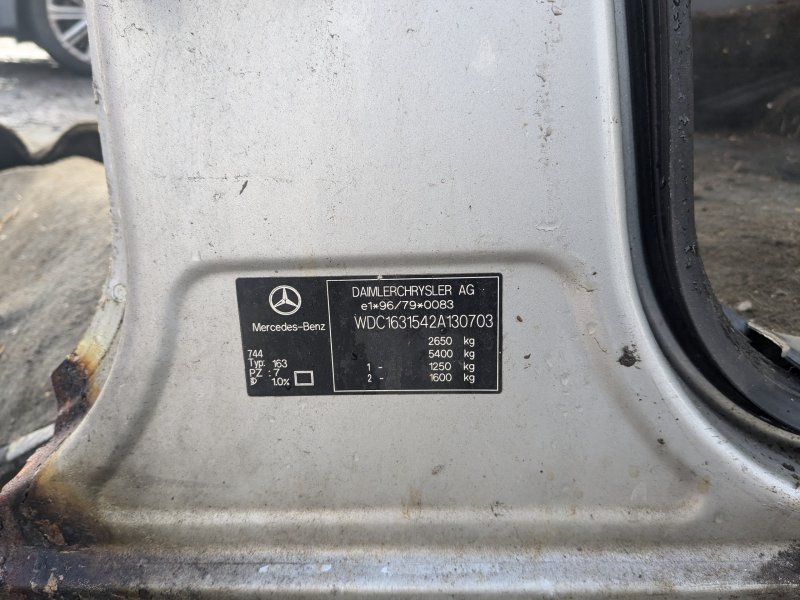 Mercedes-Benz
744
Typ: 163
PZ : 7
1.0%
DAIMLERCHRYSLER AG
e1*96/79*0083
WDC1631542A130703
2650 kg
5400 kg
1 - 1250 kg
2 - 1600 kg